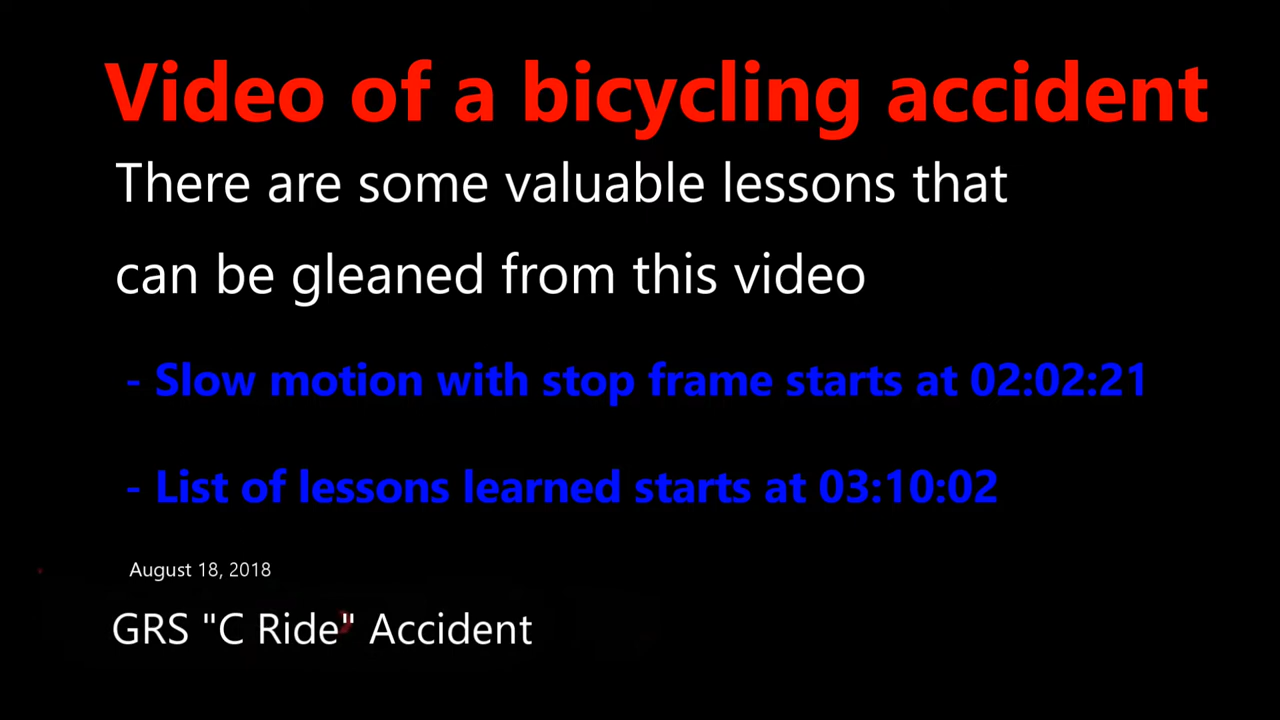 Video of a bicycling accident
There are some valuable lessons that
can be gleaned from this video
- Slow motion with stop frame starts at 02:02:21
- List of lessons learned starts at 03:10:02
August 18, 2018
GRS "C Ride" Accident